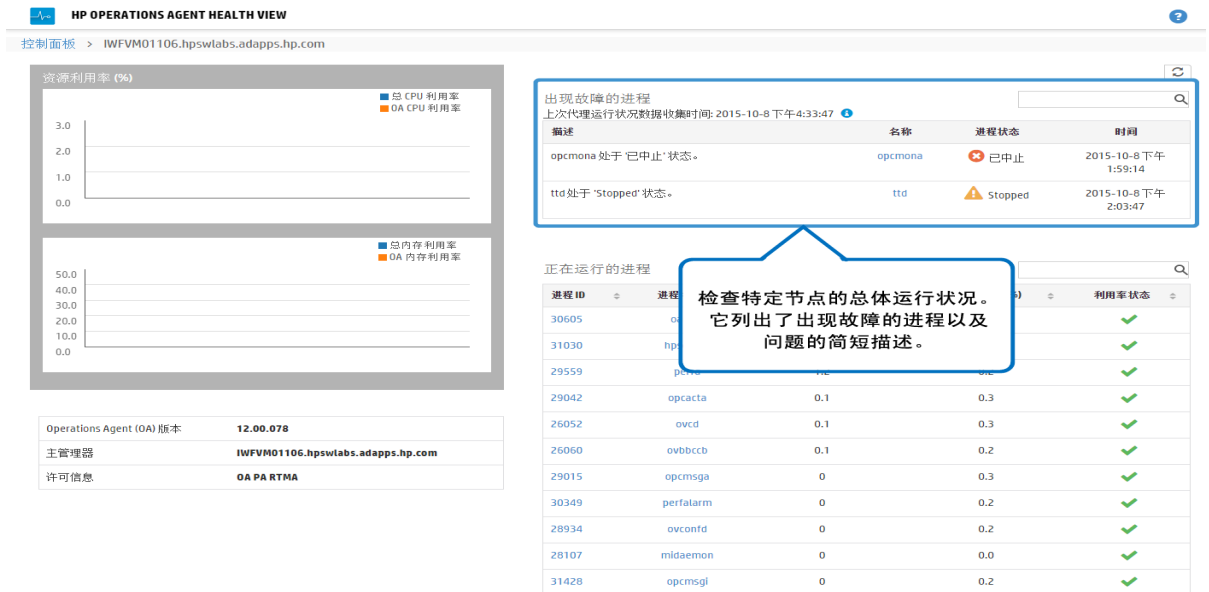 HP OPERATIONS AGENT HEALTH VIEW
控制面板 > IWFVM01106.hpswlabs.adapps.hp.com
资源利用率 (%)
总 CPU 利用率
OA CPU 利用率
3.0
2.0
1.0
0.0
总内存利用率
OA 内存利用率
50.0
40.0
30.0
20.0
10.0
0.0
Operations Agent (OA) 版本 12.00.078
主管理器 IWFVM01106.hpswlabs.adapps.hp.com
许可信息 OA PA RTMA
出现故障的进程
上次代理运行状况数据收集时间: 2015-10-8 下午4:33:47
描述 名称 进程状态 时间
opcmona 处于 '已中止' 状态。 opcmona 已中止 2015-10-8 下午
1:59:14
ttd 处于 'Stopped' 状态。 ttd Stopped 2015-10-8 下午
2:03:47
检查特定节点的总体运行状况。
它列出了出现故障的进程以及
问题的简短描述。
正在运行的进程
进程 ID 利用率状态
30605
31030
29559
29042 opcacta 0.1 0.3
26052 ovcd 0.1 0.3
26060 ovbbccb 0.1 0.2
29015 opcmsga 0 0.3
30349 perfalarm 0 0.2
28934 ovconfd 0 0.2
28107 midaemon 0 0.0
31428 opcmsgi 0 0.2